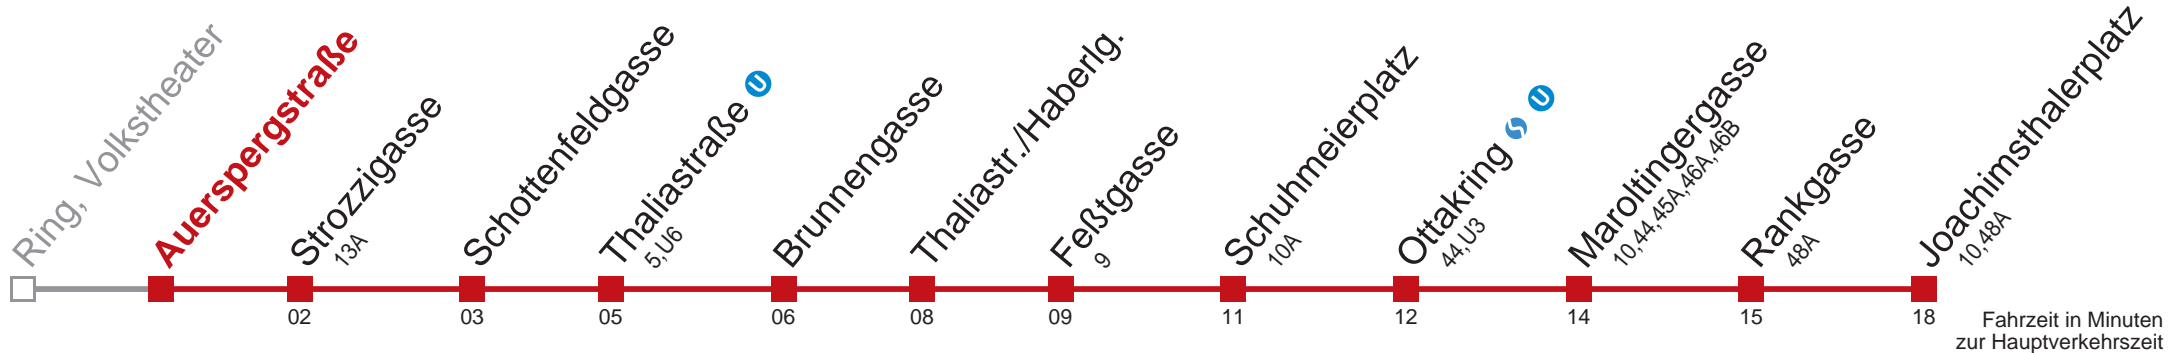 Ring, Volkstheater
Auerspergstraße
Strozzigasse
13A
Schottenfeldgasse
Thaliastraße U
5,U6
Brunnengasse
Thaliastr./Haberlg.
Feßtgasse
9
Schuhmeierplatz
10A
Ottakring S U
44,U3
Maroltingergasse
10,44,45A,46A,46B
Rankgasse
48A
Joachimsthalerplatz
10,48A
02 03 05 06 08 09 11 12 14 15 18
Fahrzeit in Minuten
zur Hauptverkehrszeit